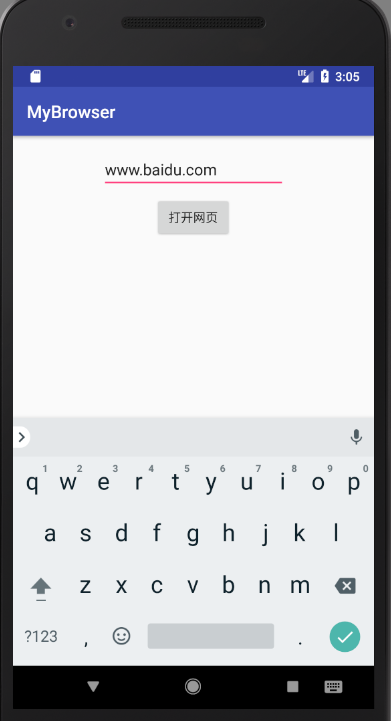 LTE 3:05
MyBrowser
www.baidu.com
打开网页
1 2 3 4 5 6 7 8 9 0
q w e r t y u i o p
a s d f g h j k l
z x c v b n m
?123 , .